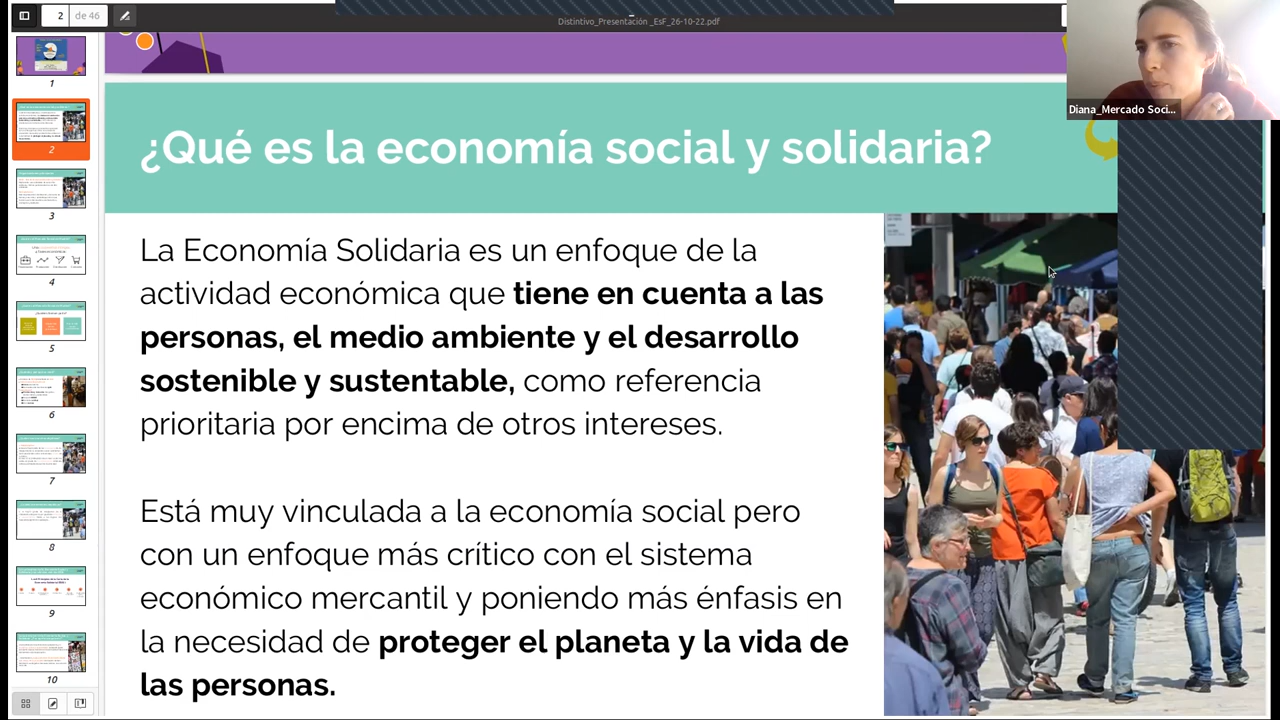 2 de 46
Distintivo_Presentación _EsF_26-10-22.pdf
Diana_Mercado Soci...
¿Qué es la economía social y solidaria?
La Economía Solidaria es un enfoque de la
actividad económica que tiene en cuenta a las
personas, el medio ambiente y el desarrollo
sostenible y sustentable, como referencia
prioritaria por encima de otros intereses.
Está muy vinculada a la economía social pero
con un enfoque más crítico con el sistema
económico mercantil y poniendo más énfasis en
la necesidad de proteger el planeta y la vida de
las personas.
1
2
3
4
5
6
7
8
9
10